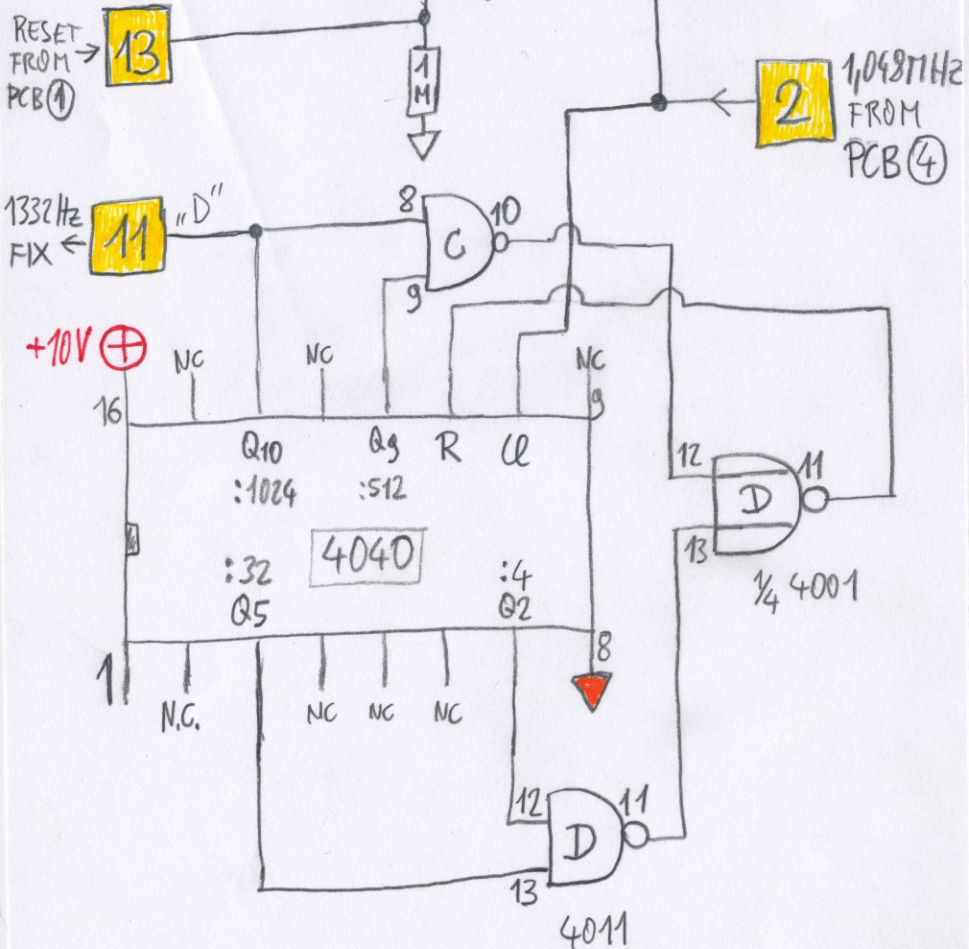 RESET
FROM
PCB 1
13
1
M
2
1,048MHz
FROM
PCB 4
1332Hz
FIX
11
"D"
8
9
C
10
+10V
NC
NC
NC
16
9
Q10
:1024
Q9
:512
R
Cl
4040
:32
Q5
:4
Q2
12
13
D
11
1/4 4001
1
8
N.C.
NC
NC
NC
12
13
D
11
4011